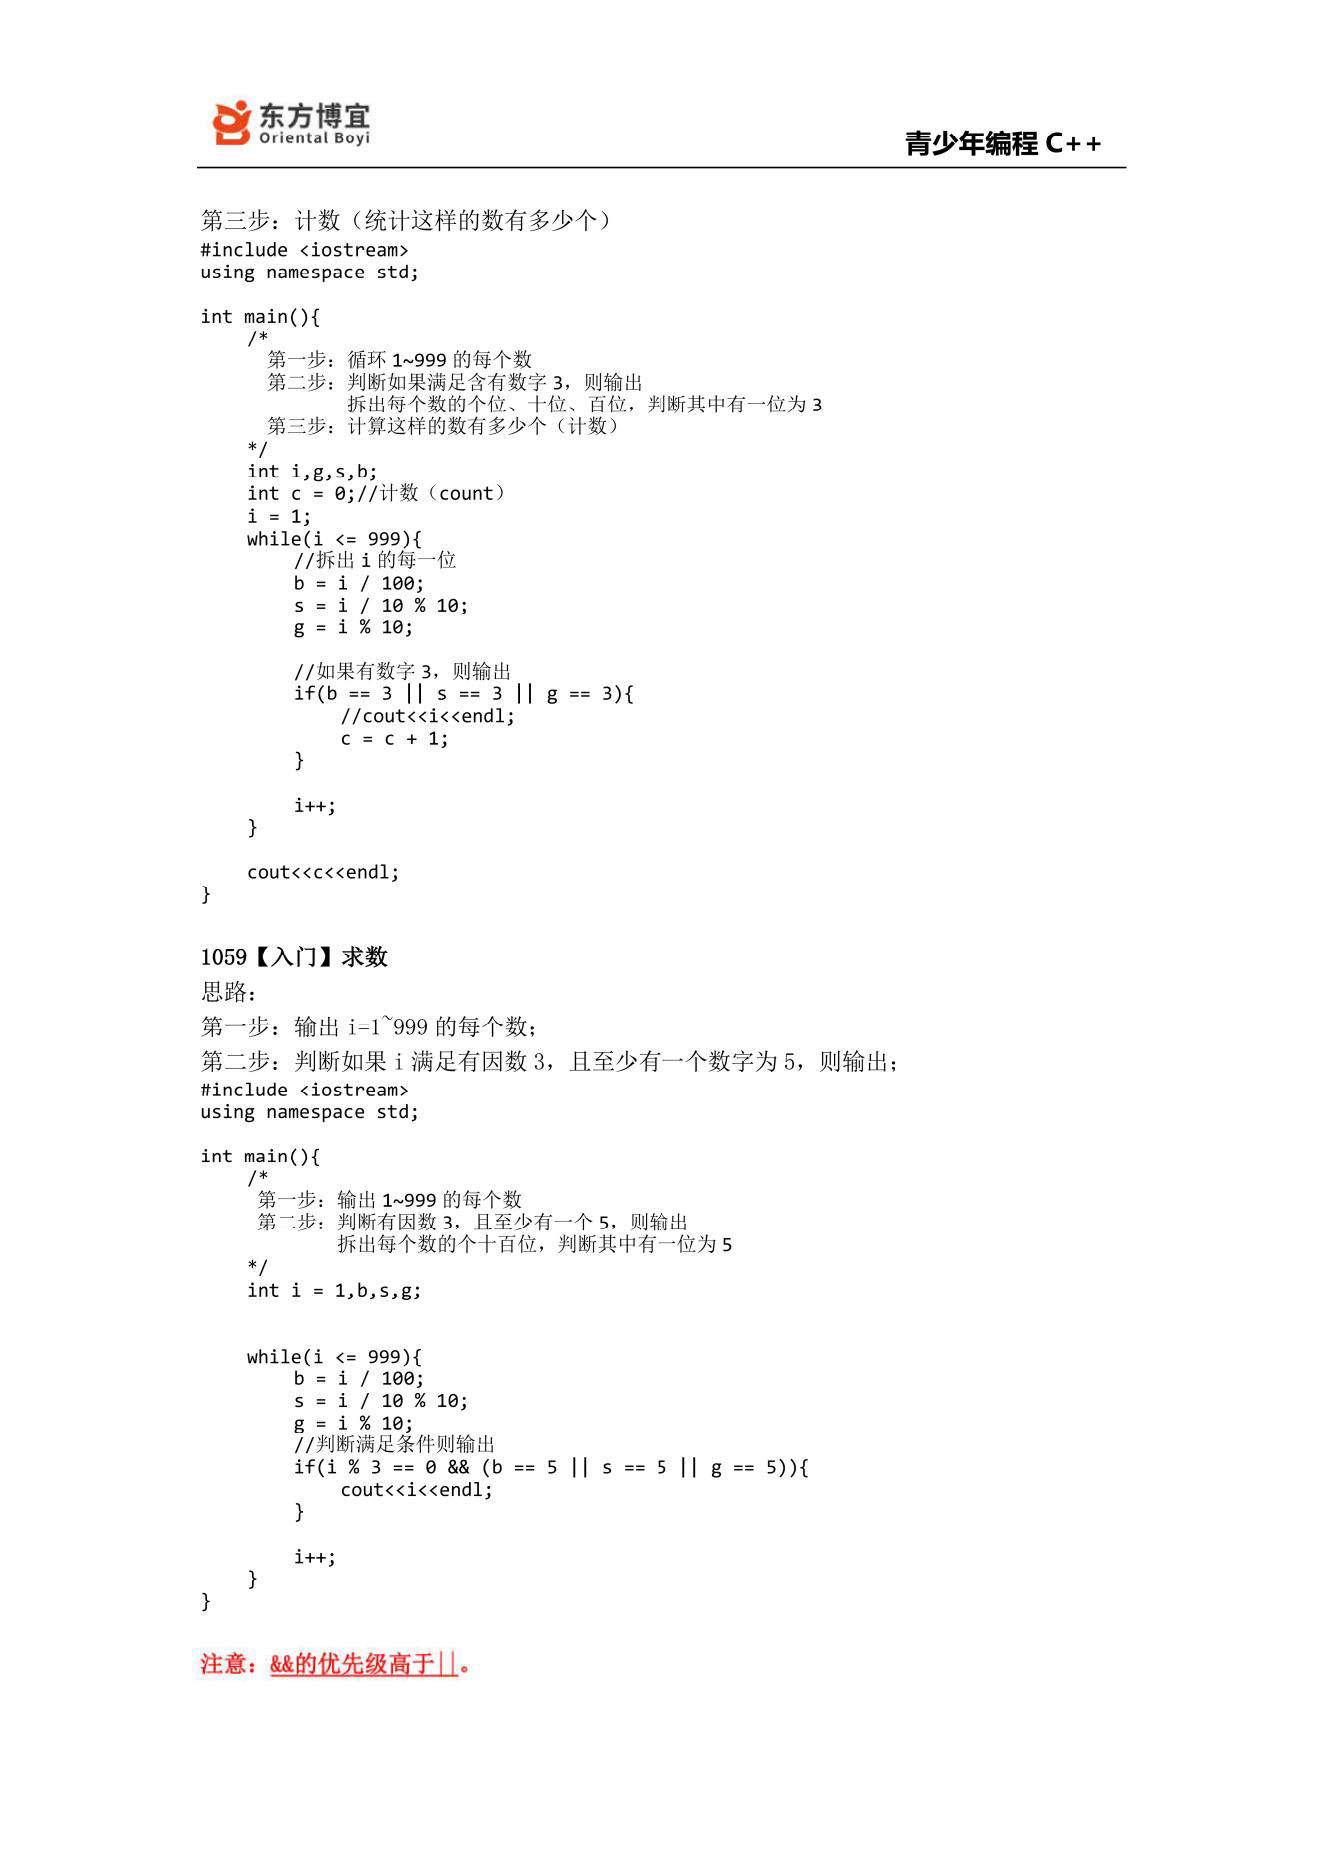 东方博宜
Oriental Boyi
青少年编程 C++
第三步：计数（统计这样的数有多少个）
#include <iostream>
using namespace std;
int main(){
/*
第一步：循环 1~999 的每个数
第二步：判断如果满足含有数字 3，则输出
拆出每个数的个位、十位、百位，判断其中有一位为 3
第三步：计算这样的数有多少个（计数）
*/
int i,g,s,b;
int c = 0;//计数（count）
i = 1;
while(i <= 999){
//拆出 i 的每一位
b = i / 100;
s = i / 10 % 10;
g = i % 10;
//如果有数字 3，则输出
if(b == 3 || s == 3 || g == 3){
//cout<<i<<endl;
c = c + 1;
}
i++;
}
cout<<c<<endl;
}
1059【入门】求数
思路：
第一步：输出 i=1~999 的每个数；
第二步：判断如果 i 满足有因数 3，且至少有一个数字为 5，则输出；
#include <iostream>
using namespace std;
int main(){
/*
第一步：输出 1~999 的每个数
第二步：判断有因数 3，且至少有一个 5，则输出
拆出每个数的个十百位，判断其中有一位为 5
*/
int i = 1,b,s,g;
while(i <= 999){
b = i / 100;
s = i / 10 % 10;
g = i % 10;
//判断满足条件则输出
if(i % 3 == 0 && (b == 5 || s == 5 || g == 5)){
cout<<i<<endl;
}
i++;
}
}
注意：&&的优先级高于||。